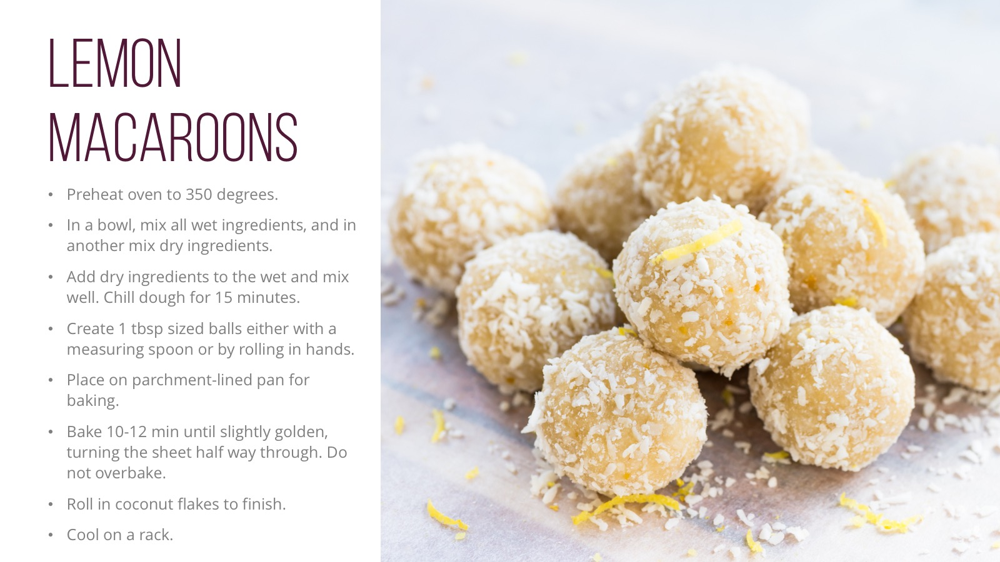 LEMON
MACAROONS
• Preheat oven to 350 degrees.
• In a bowl, mix all wet ingredients, and in
another mix dry ingredients.
• Add dry ingredients to the wet and mix
well. Chill dough for 15 minutes.
• Create 1 tbsp sized balls either with a
measuring spoon or by rolling in hands.
• Place on parchment-lined pan for
baking.
• Bake 10-12 min until slightly golden,
turning the sheet half way through. Do
not overbake.
• Roll in coconut flakes to finish.
• Cool on a rack.